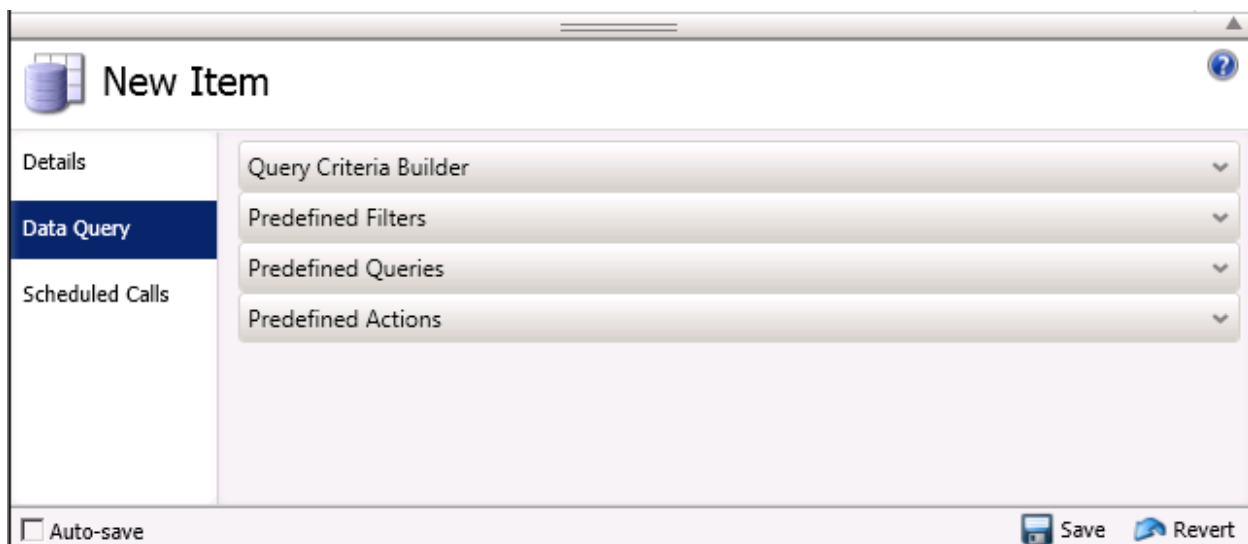 New Item
?
Details
Data Query
Scheduled Calls
Query Criteria Builder
Predefined Filters
Predefined Queries
Predefined Actions
Auto-save
Save
Revert